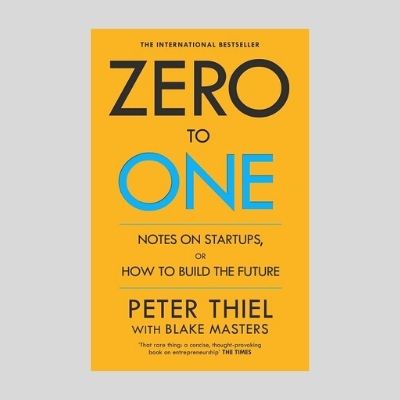 THE INTERNATIONAL BESTSELLER
ZERO
TO
ONE
NOTES ON STARTUPS,
OR
HOW TO BUILD THE FUTURE
PETER THIEL
WITH BLAKE MASTERS
'That rare thing: a concise, thought-provoking
book on entrepreneurship' THE TIMES